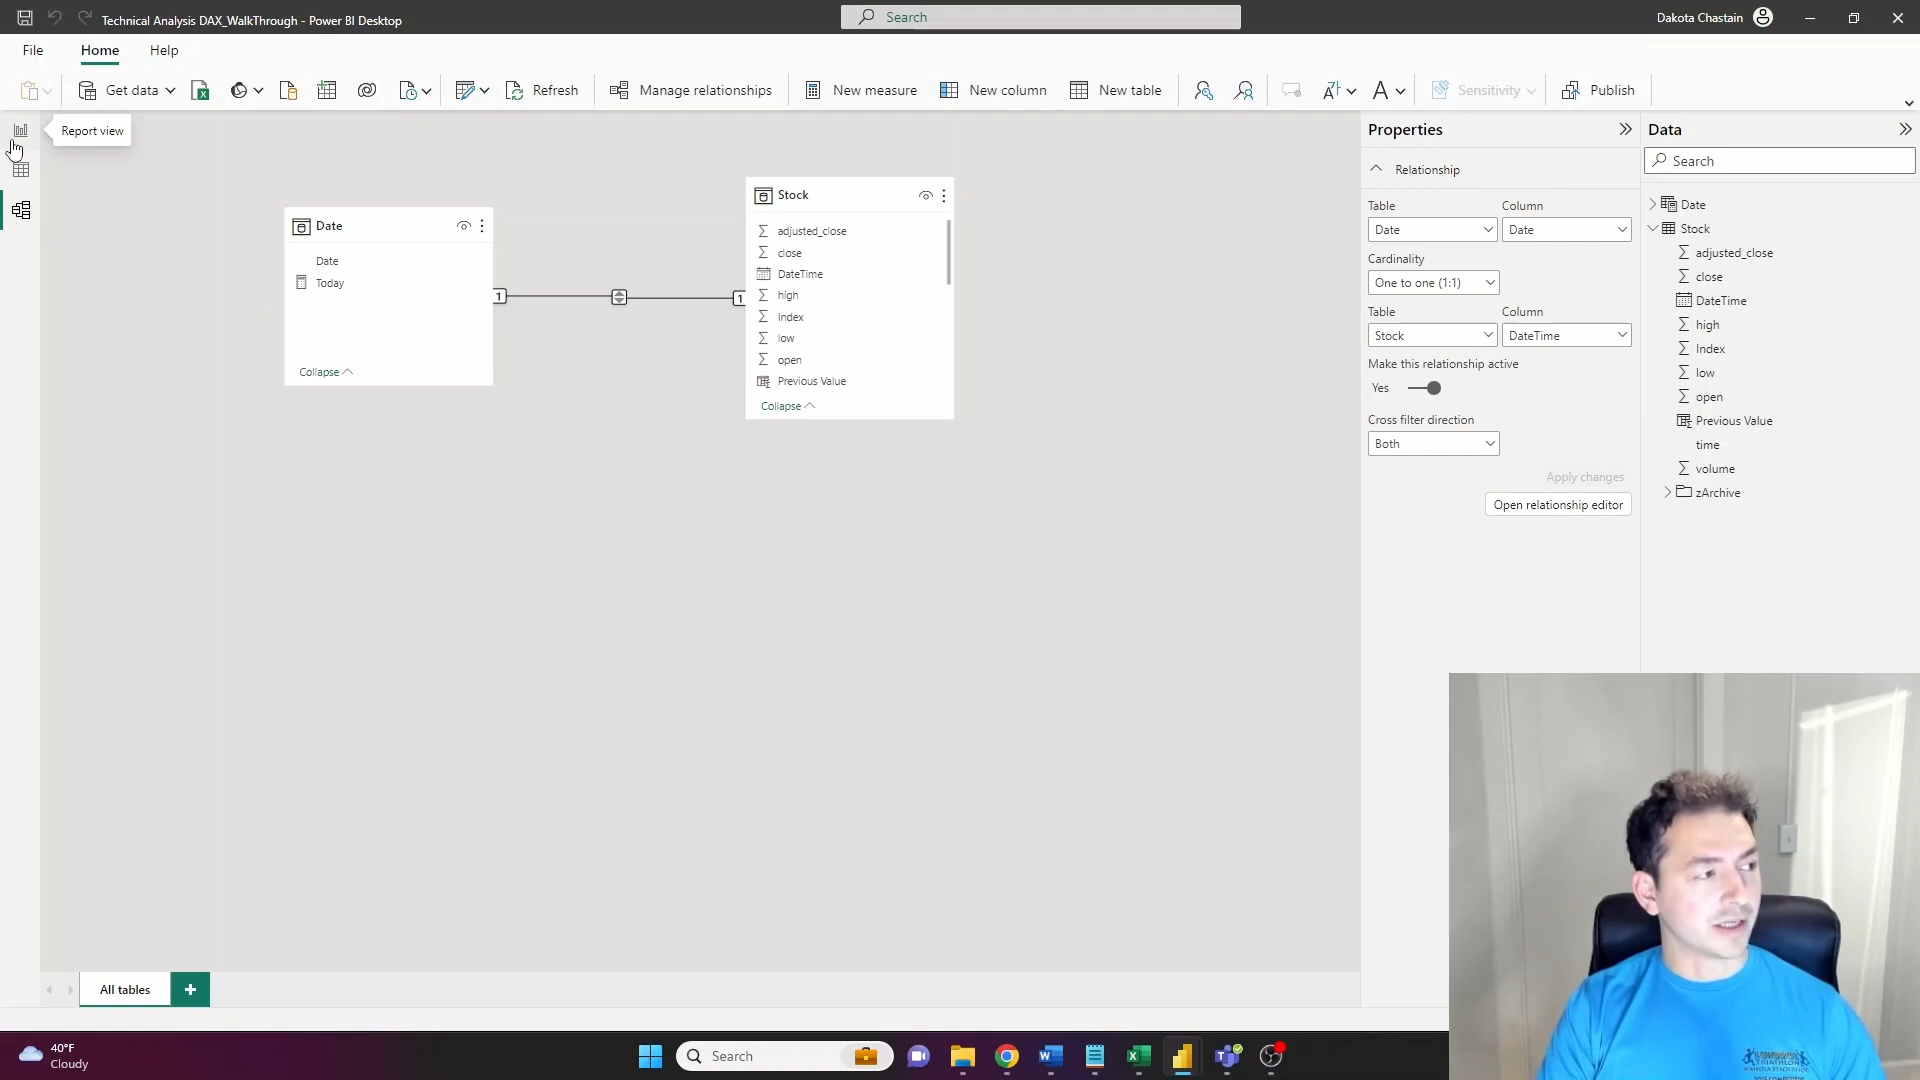 Technical Analysis DAX_WalkThrough - Power BI Desktop
Search
Dakota Chastain
File
Home
Help
Get data
Refresh
Manage relationships
New measure
New column
New table
Sensitivity
Publish
Report view
Date
Date
Today
Collapse
1
1
Stock
adjusted_close
close
DateTime
high
Index
low
open
Previous Value
Collapse
Properties
Relationship
Table
Column
Date
Date
Cardinality
One to one (1:1)
Table
Column
Stock
DateTime
Make this relationship active
Yes
Cross filter direction
Both
Apply changes
Open relationship editor
Data
Search
Date
Stock
adjusted_close
close
DateTime
high
Index
low
open
Previous Value
time
volume
zArchive
All tables
40°F
Cloudy
Search